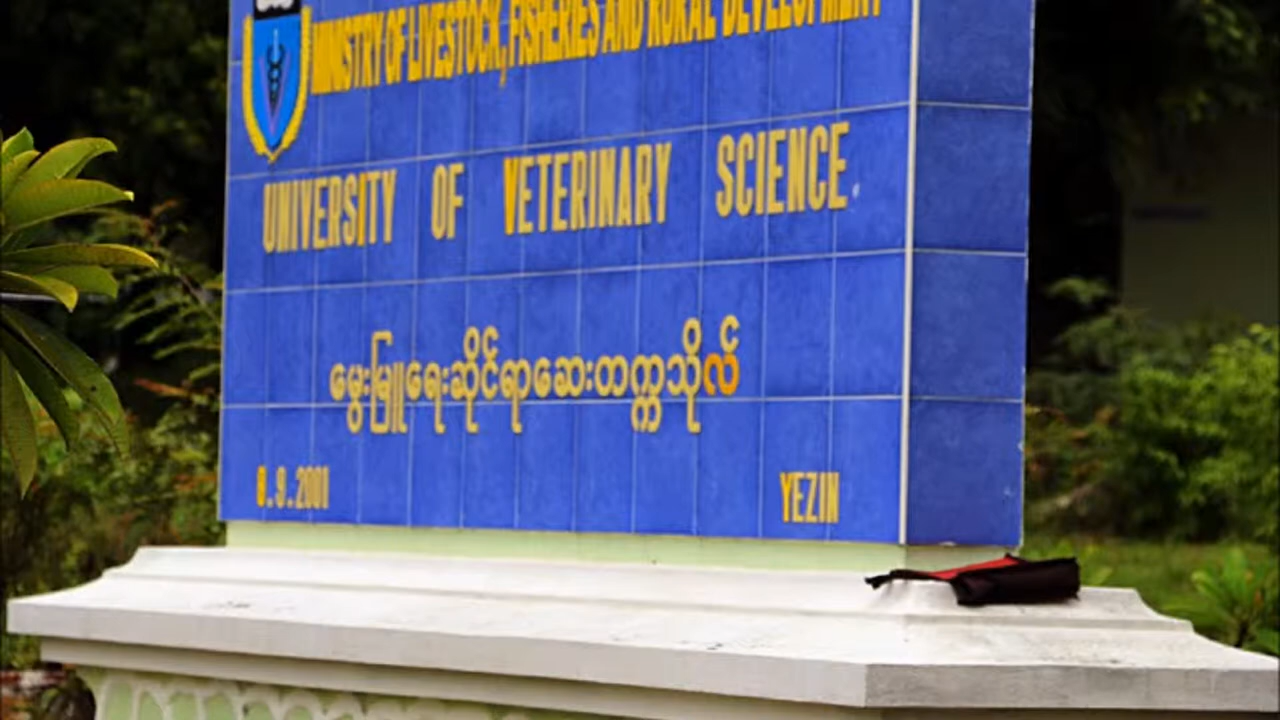 MINISTRY OF LIVESTOCK, FISHERIES AND RURAL DEVELOPMENT
UNIVERSITY OF VETERINARY SCIENCE
မွေးမြူရေးဆိုင်ရာဆေးတက္ကသိုလ်
8.9.2001 YEZIN